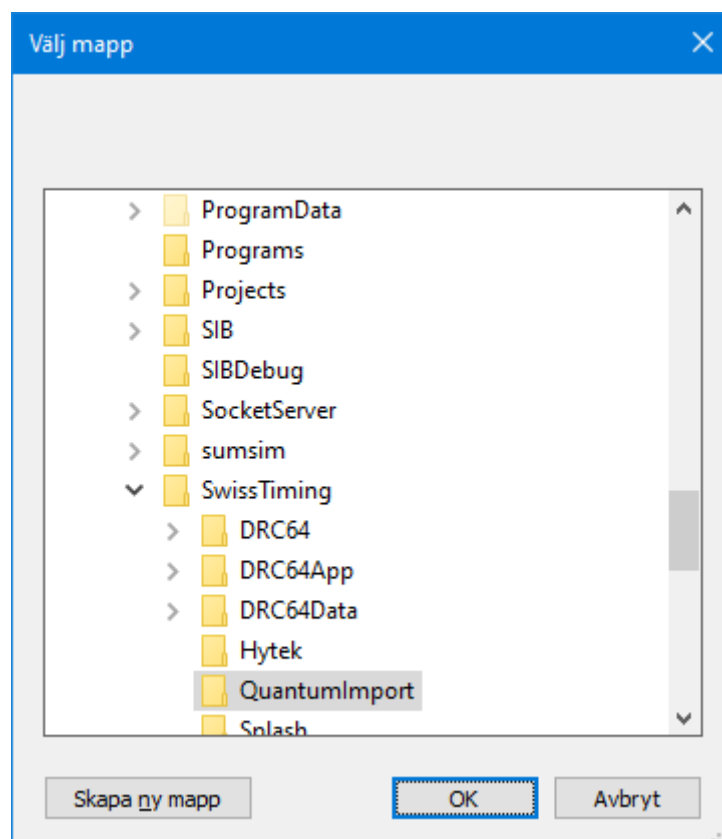 Välj mapp
ProgramData
Programs
Projects
SIB
SIBDebug
SocketServer
sumsim
SwissTiming
DRC64
DRC64App
DRC64Data
Hytek
QuantumImport
Splash
Skapa ny mapp OK Avbryt